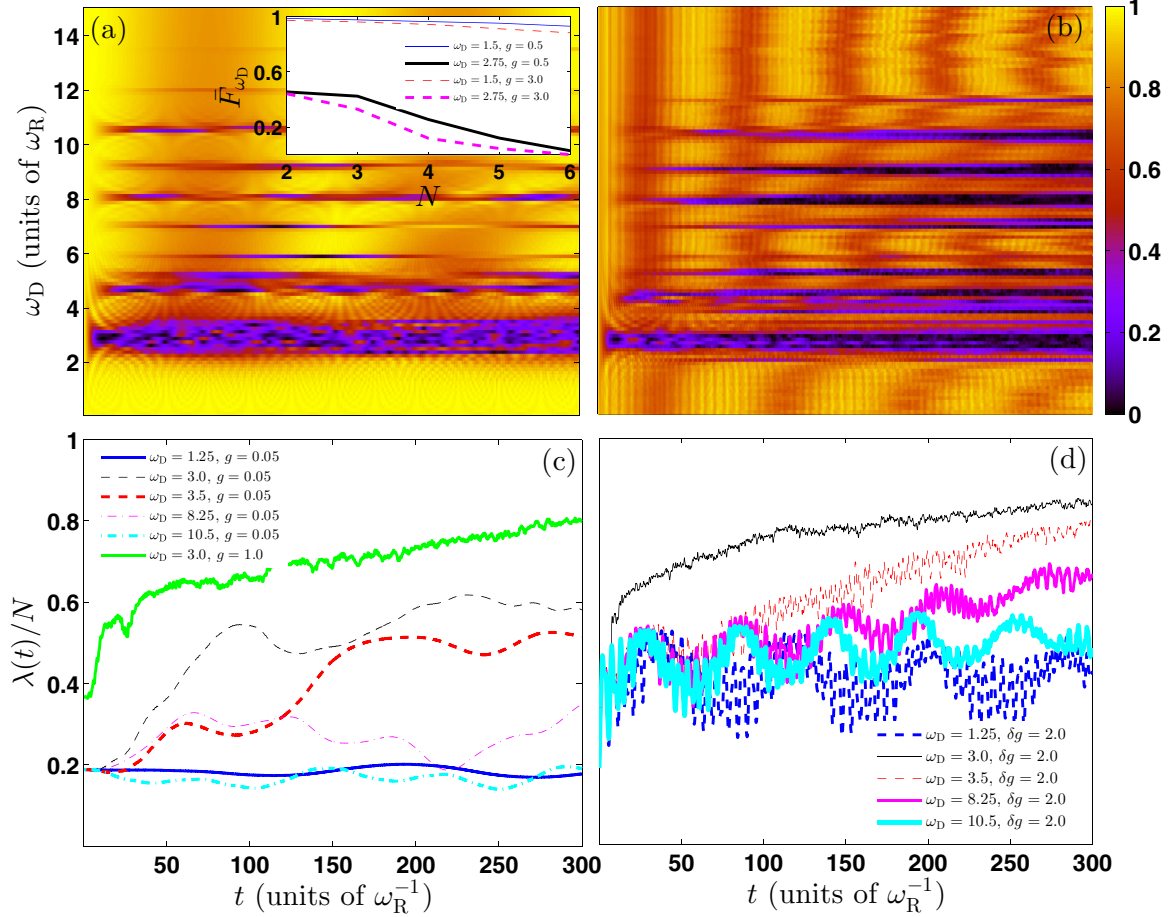 (a)
14
12
10
8
6
4
2
ω_D (units of ω_R)
1
0.6
0.2
F̅_{ω_D}
2 3 4 5 6
N
ω_D = 1.5, g = 0.5
ω_D = 2.75, g = 0.5
ω_D = 1.5, g = 3.0
ω_D = 2.75, g = 3.0
(b)
1
0.8
0.6
0.4
0.2
0
(c)
1
0.8
0.6
0.4
0.2
λ(t)/N
ω_D = 1.25, g = 0.05
ω_D = 3.0, g = 0.05
ω_D = 3.5, g = 0.05
ω_D = 8.25, g = 0.05
ω_D = 10.5, g = 0.05
ω_D = 3.0, g = 1.0
50 100 150 200 250 300
t (units of ω_R^{-1})
(d)
ω_D = 1.25, δg = 2.0
ω_D = 3.0, δg = 2.0
ω_D = 3.5, δg = 2.0
ω_D = 8.25, δg = 2.0
ω_D = 10.5, δg = 2.0
50 100 150 200 250 300
t (units of ω_R^{-1})